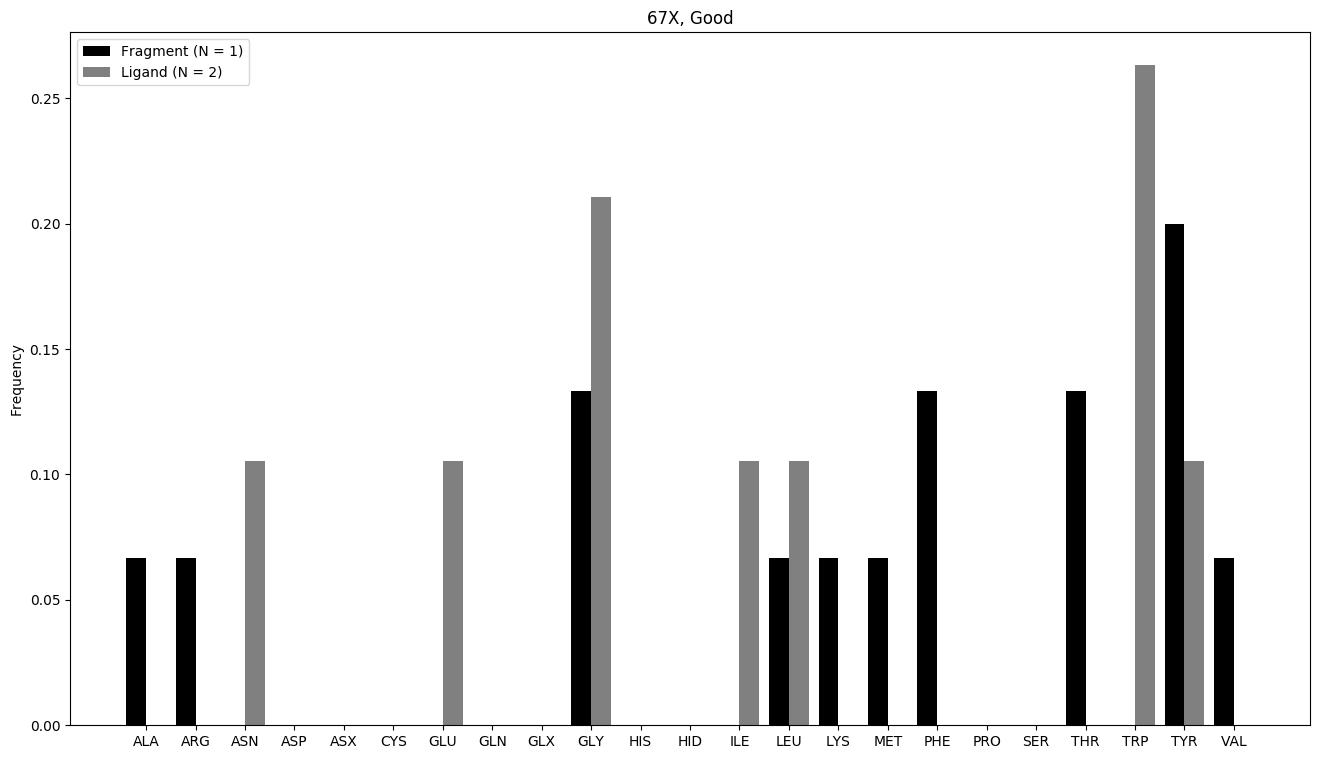 67X, Good
Fragment (N = 1)
Ligand (N = 2)
Frequency
0.25
0.20
0.15
0.10
0.05
0.00
ALA ARG ASN ASP ASX CYS GLU GLN GLX GLY HIS HID ILE LEU LYS MET PHE PRO SER THR TRP TYR VAL